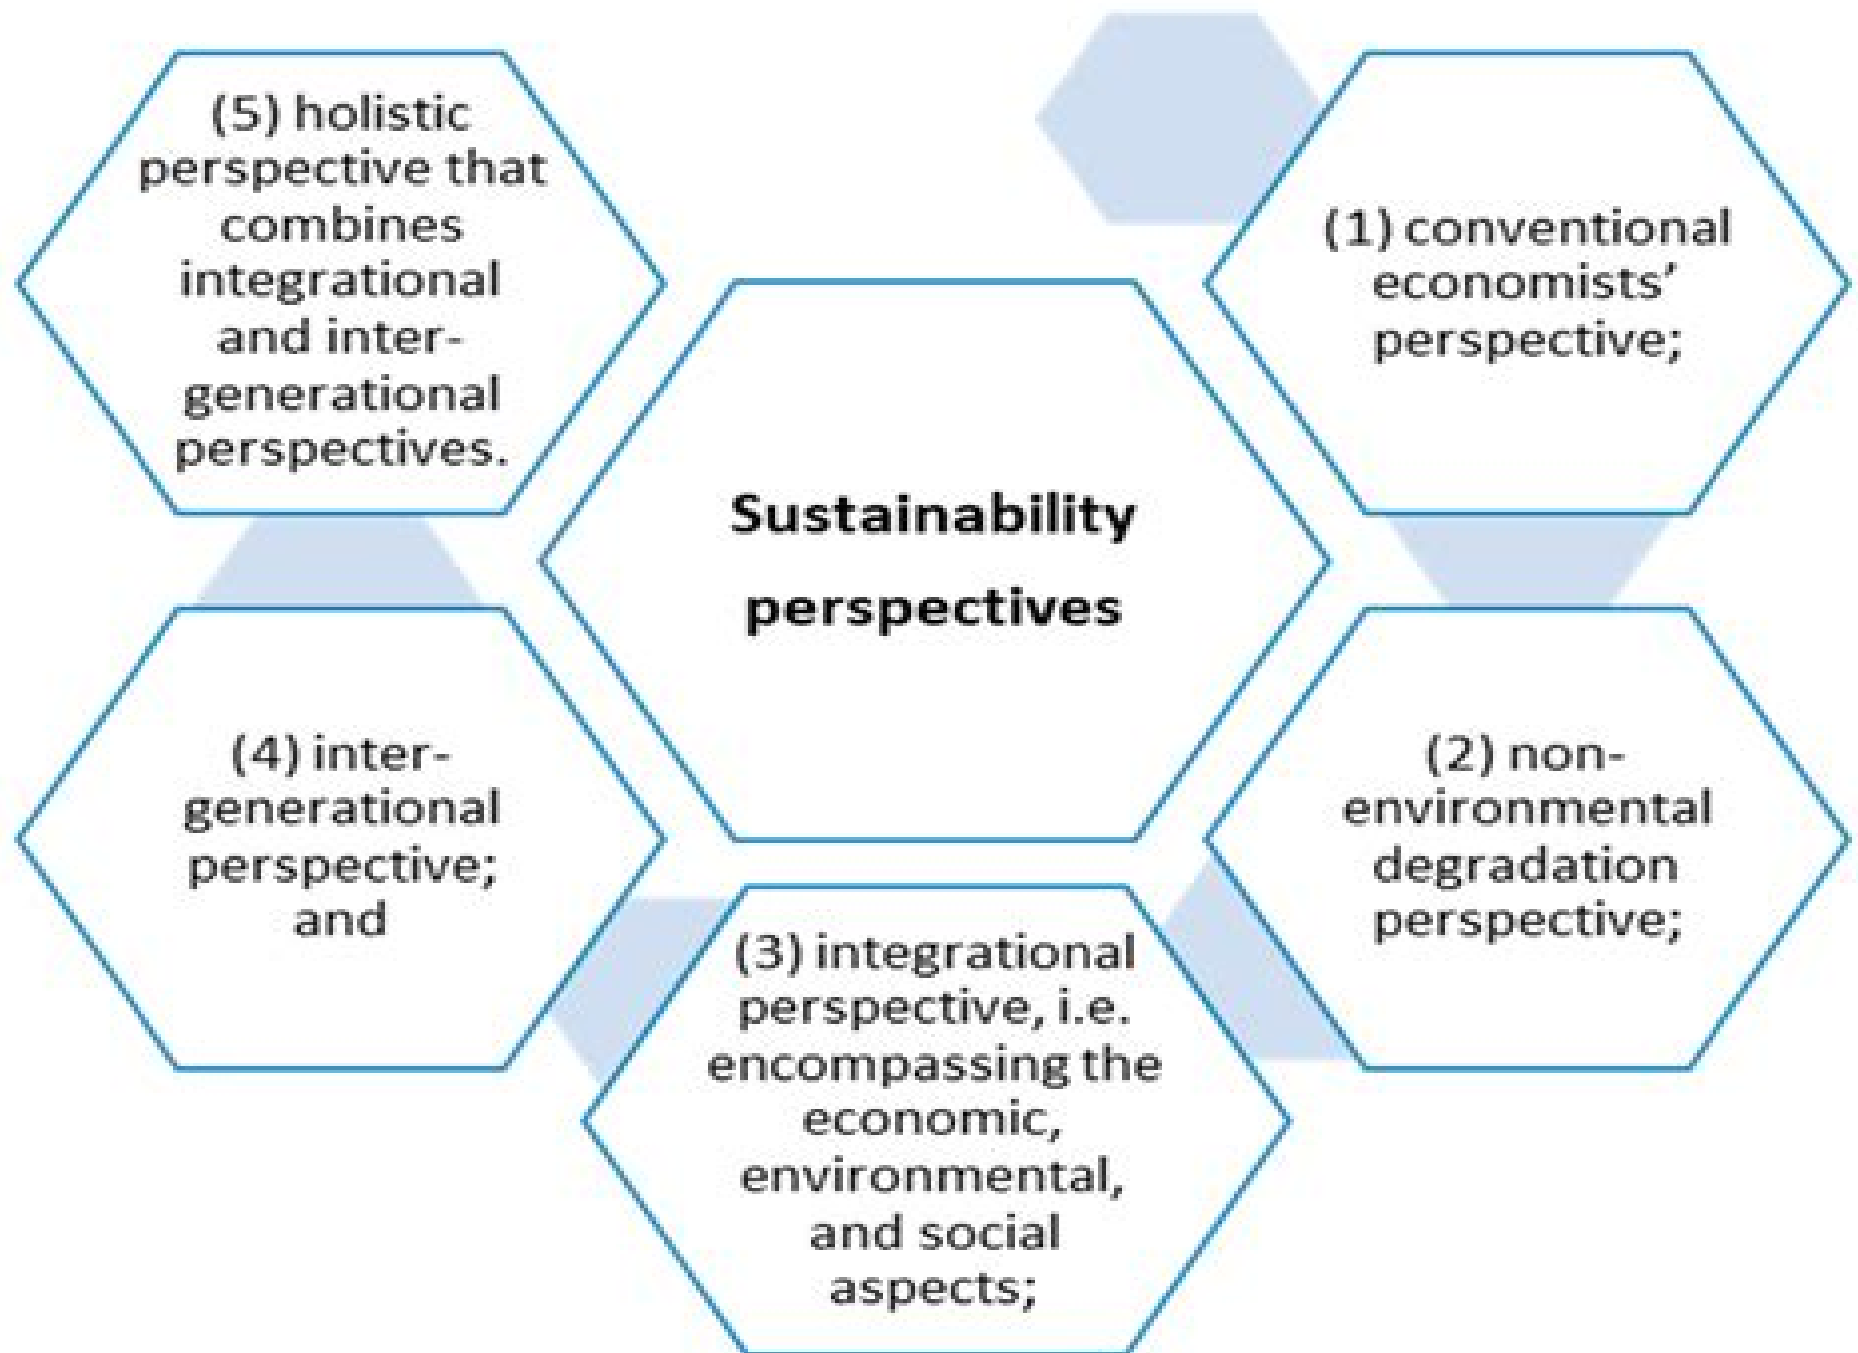 Sustainability
perspectives
(1) conventional
economists’
perspective;
(2) non-
environmental
degradation
perspective;
(3) integrational
perspective, i.e.
encompassing the
economic,
environmental,
and social
aspects;
(4) inter-
generational
perspective;
and
(5) holistic
perspective that
combines
integrational
and inter-
generational
perspectives.